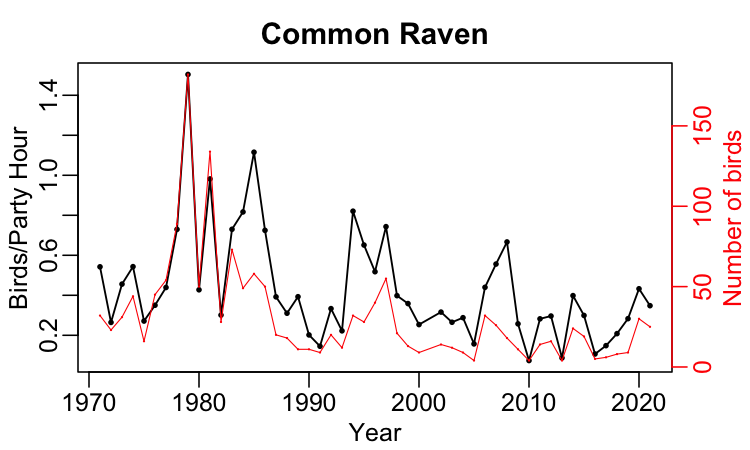 Common Raven
Birds/Party Hour
0.2 0.6 1.0 1.4
0 50 100 150
Number of birds
1970 1980 1990 2000 2010 2020
Year